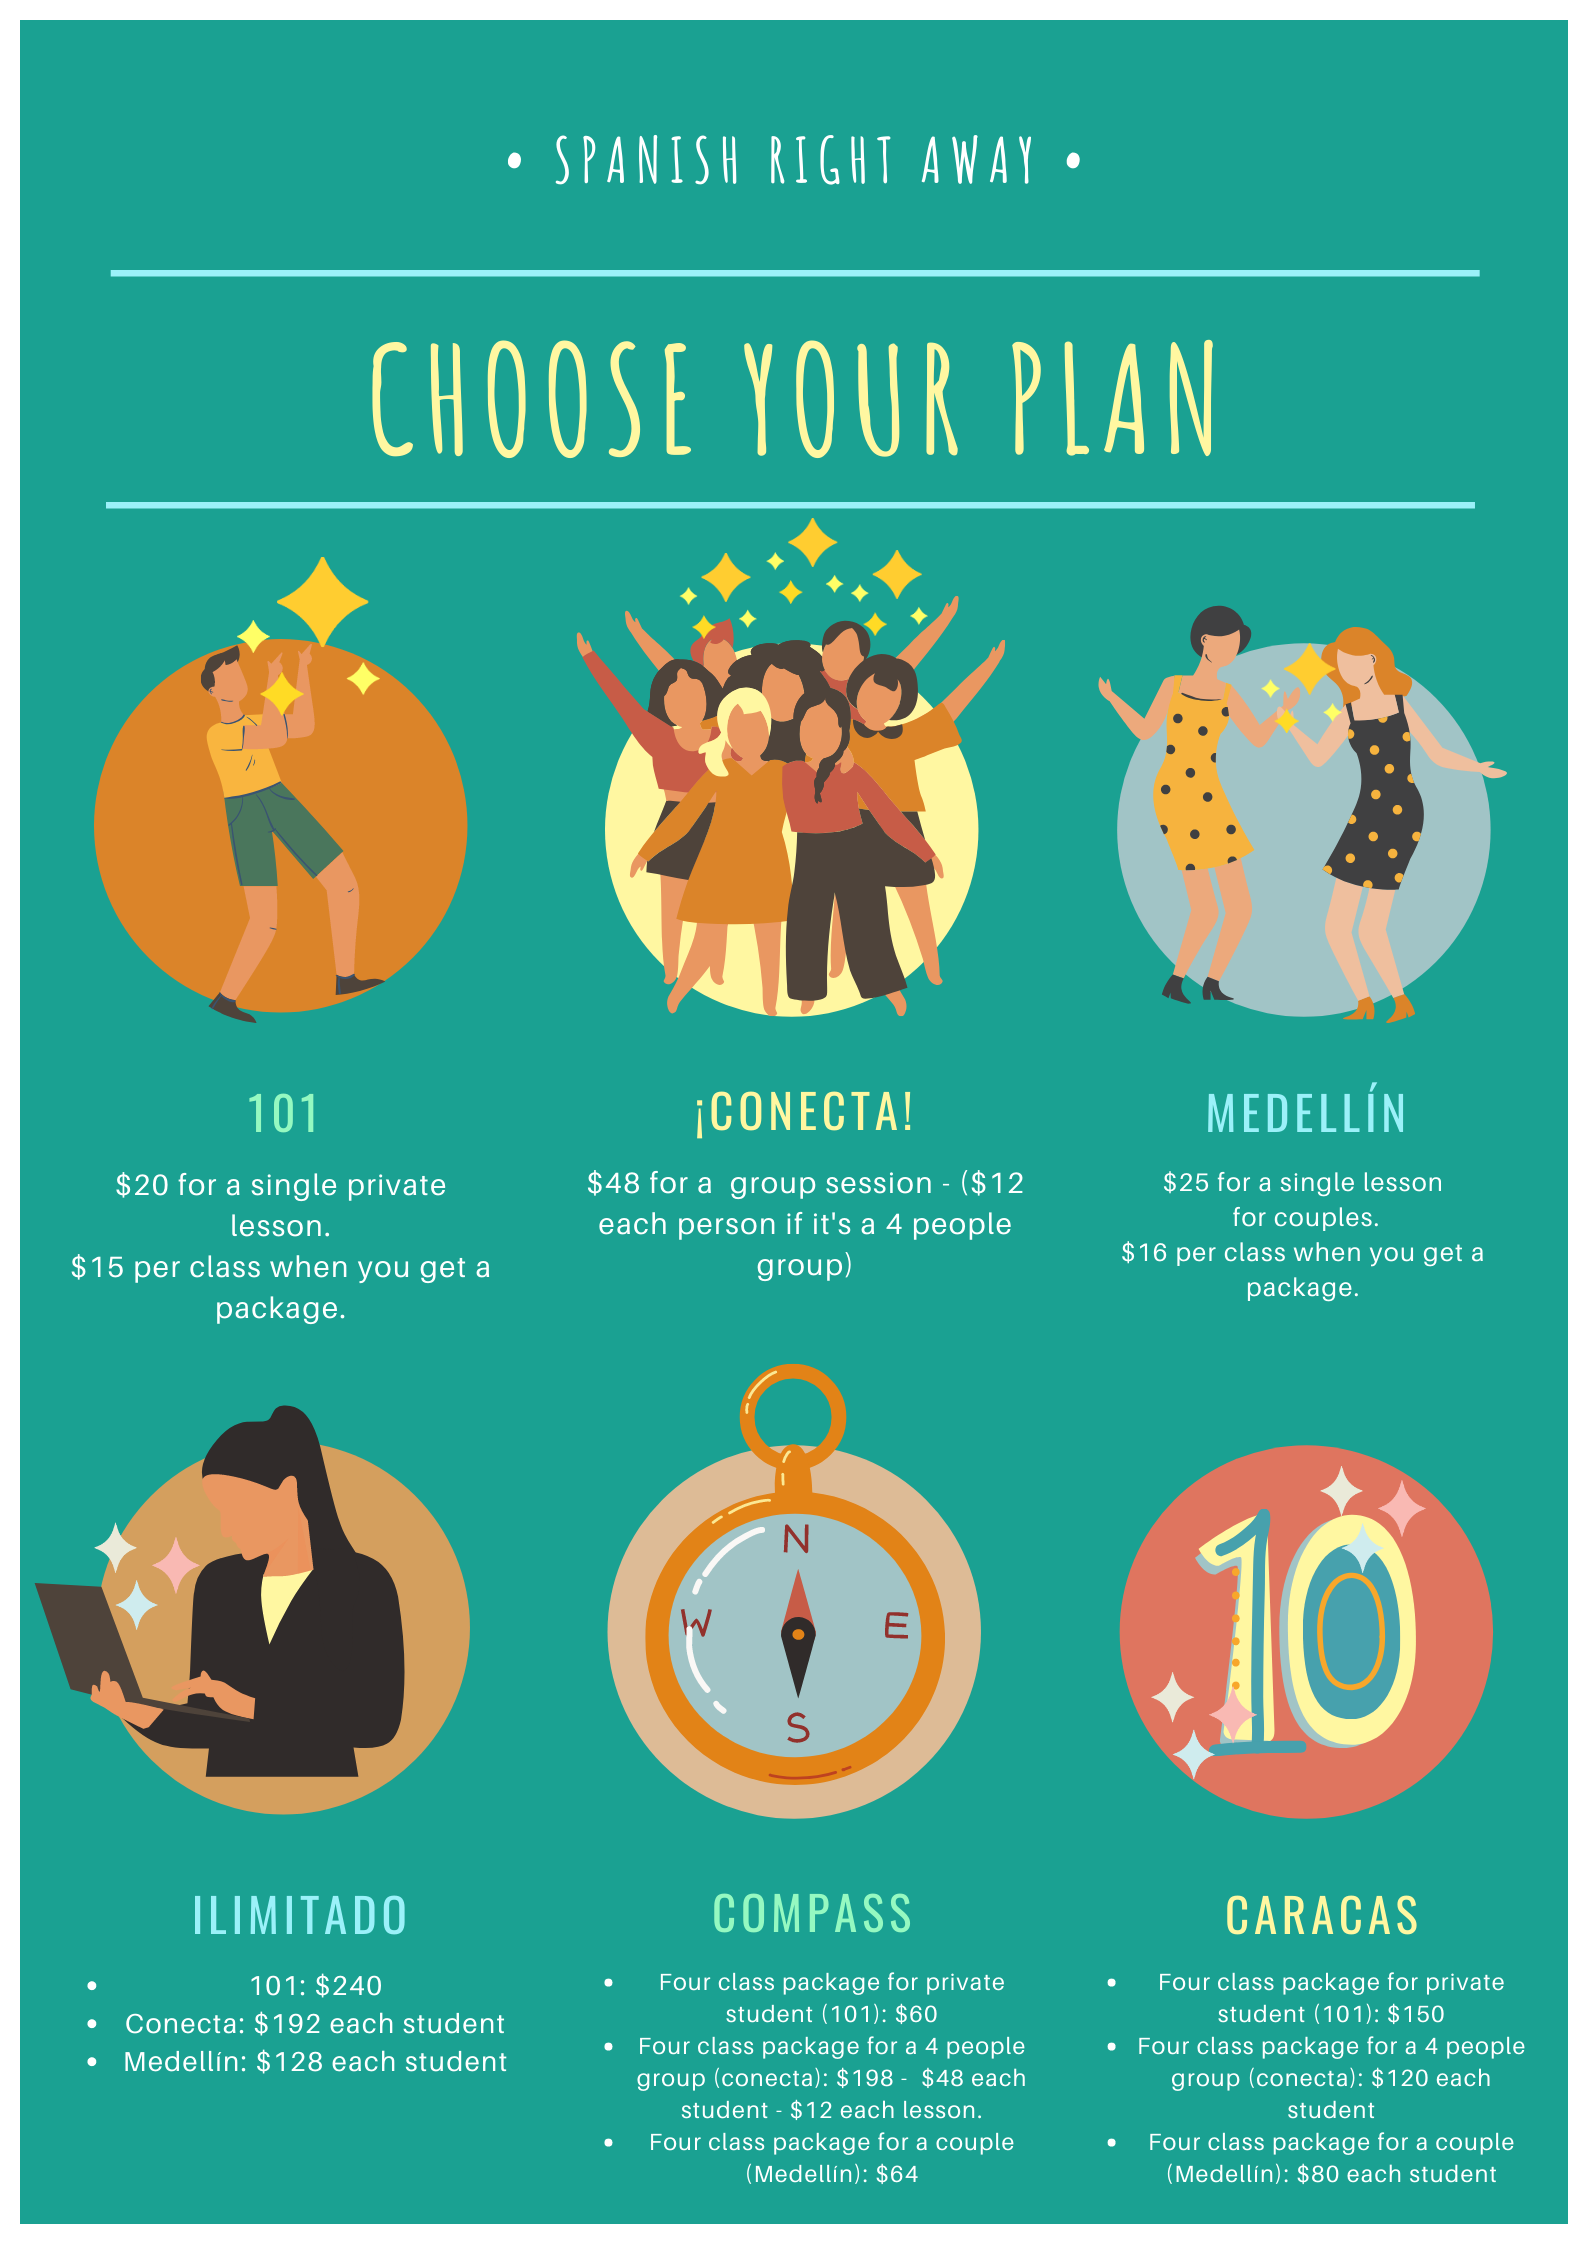 • SPANISH RIGHT AWAY •
CHOOSE YOUR PLAN
101
$20 for a single private
lesson.
$15 per class when you get a
package.
¡CONECTA!
$48 for a group session - ($12
each person if it's a 4 people
group)
MEDELLÍN
$25 for a single lesson
for couples.
$16 per class when you get a
package.
N
W
E
S
10
ILIMITADO
• 101: $240
• Conecta: $192 each student
• Medellín: $128 each student
COMPASS
• Four class package for private
student (101): $60
• Four class package for a 4 people
group (conecta): $198 - $48 each
student - $12 each lesson.
• Four class package for a couple
(Medellín): $64
CARACAS
• Four class package for private
student (101): $150
• Four class package for a 4 people
group (conecta): $120 each
student
• Four class package for a couple
(Medellín): $80 each student